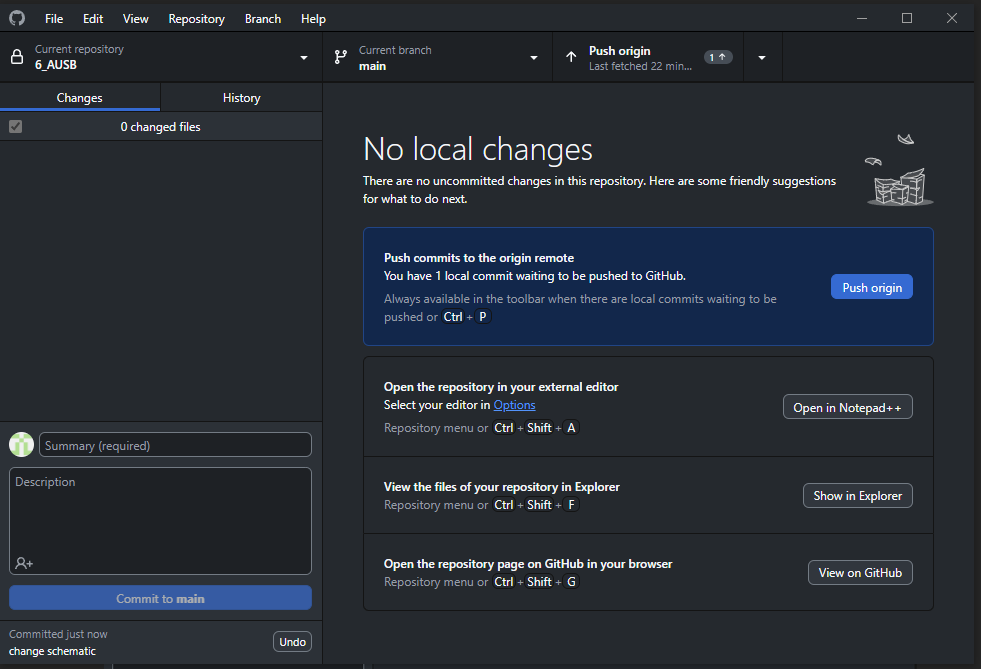 File Edit View Repository Branch Help
Current repository
6_AUSB
Current branch
main
Push origin
Last fetched 22 min...
1
Changes
History
0 changed files
No local changes
There are no uncommitted changes in this repository. Here are some friendly suggestions
for what to do next.
Push commits to the origin remote
You have 1 local commit waiting to be pushed to GitHub.
Always available in the toolbar when there are local commits waiting to be
pushed or Ctrl + P
Push origin
Open the repository in your external editor
Select your editor in Options
Repository menu or Ctrl + Shift + A
Open in Notepad++
View the files of your repository in Explorer
Repository menu or Ctrl + Shift + F
Show in Explorer
Open the repository page on GitHub in your browser
Repository menu or Ctrl + Shift + G
View on GitHub
Summary (required)
Description
Commit to main
Committed just now
change schematic
Undo